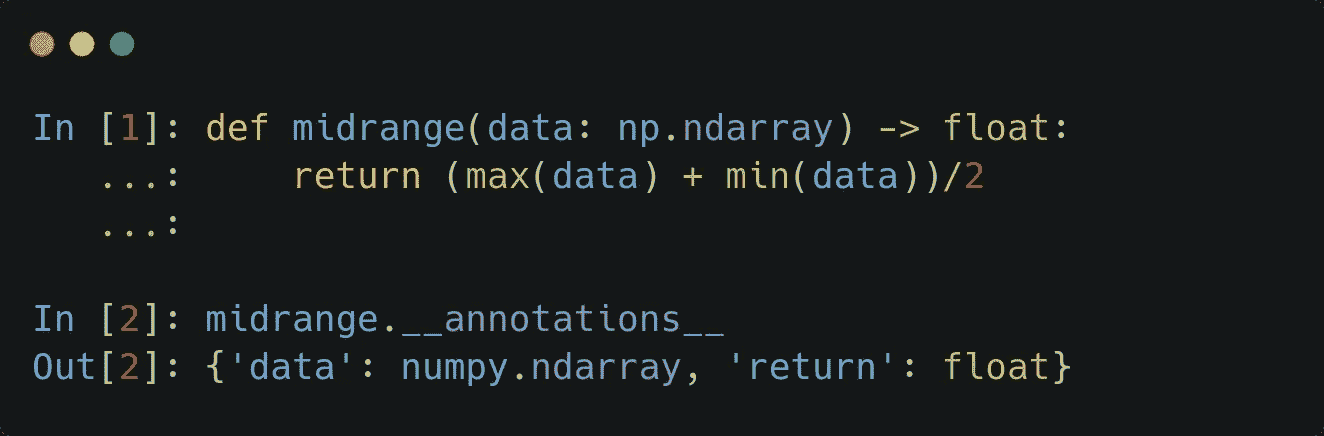 In [1]: def midrange(data: np.ndarray) -> float:
   ...:     return (max(data) + min(data))/2
   ...:
In [2]: midrange.__annotations__
Out[2]: {'data': numpy.ndarray, 'return': float}